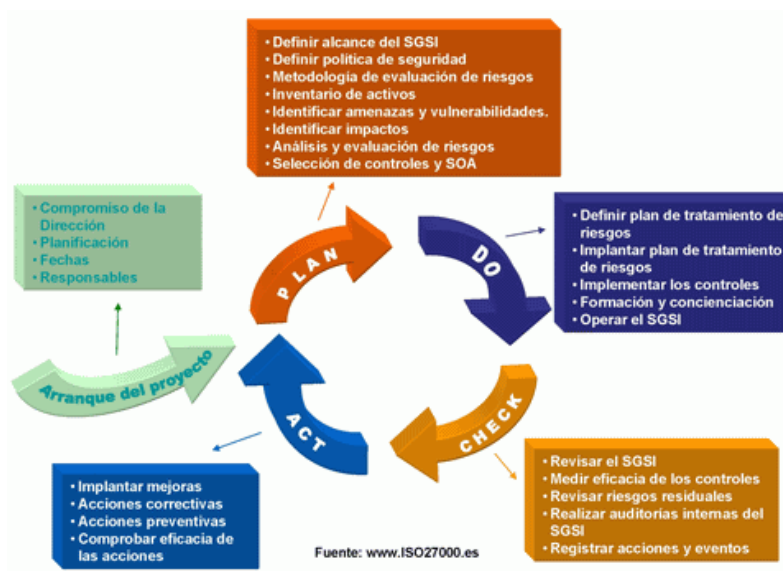 • Definir alcance del SGSI
• Definir política de seguridad
• Metodología de evaluación de riesgos
• Inventario de activos
• Identificar amenazas y vulnerabilidades.
• Identificar impactos
• Análisis y evaluación de riesgos
• Selección de controles y SOA
• Compromiso de la
Dirección
• Planificación
• Fechas
• Responsables
Arranque del proyecto
PLAN
DO
• Definir plan de tratamiento de
riesgos
• Implantar plan de tratamiento
de riesgos
• Implementar los controles
• Formación y concienciación
• Operar el SGSI
CHECK
• Revisar el SGSI
• Medir eficacia de los controles
• Revisar riesgos residuales
• Realizar auditorías internas del
SGSI
• Registrar acciones y eventos
ACT
• Implantar mejoras
• Acciones correctivas
• Acciones preventivas
• Comprobar eficacia de
las acciones
Fuente: www.ISO27000.es